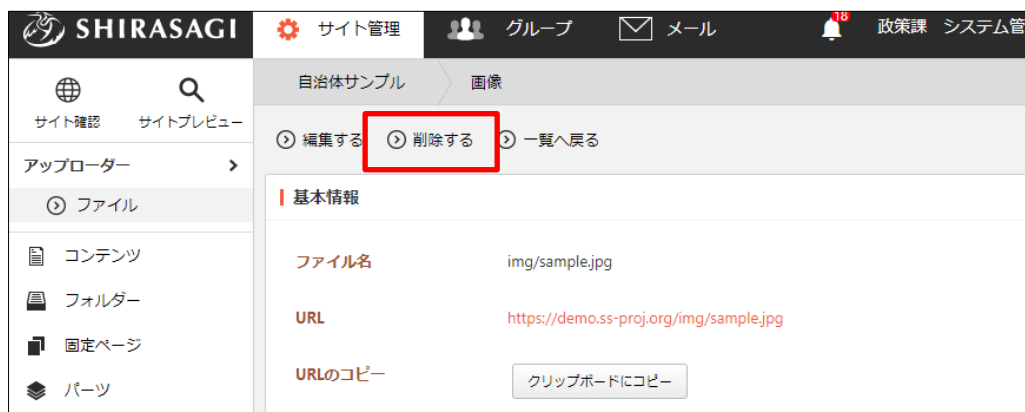 SHIRASAGI サイト管理 グループ メール 18 政策課 システム管
サイト確認 サイトプレビュー
アップローダー
ファイル
コンテンツ
フォルダー
固定ページ
パーツ
自治体サンプル 画像
編集する 削除する 一覧へ戻る
基本情報
ファイル名 img/sample.jpg
URL https://demo.ss-proj.org/img/sample.jpg
URLのコピー クリップボードにコピー